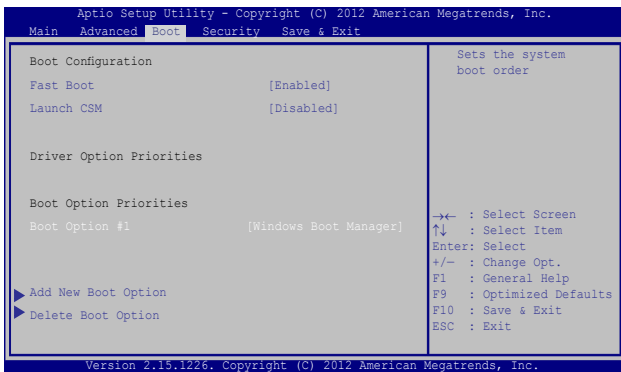 Aptio Setup Utility - Copyright (C) 2012 American Megatrends, Inc.
Main Advanced Boot Security Save & Exit
Boot Configuration
Fast Boot [Enabled]
Launch CSM [Disabled]
Driver Option Priorities
Boot Option Priorities
Boot Option #1 [Windows Boot Manager]
Add New Boot Option
Delete Boot Option
Sets the system
boot order
→← : Select Screen
↑↓ : Select Item
Enter: Select
+/− : Change Opt.
F1 : General Help
F9 : Optimized Defaults
F10 : Save & Exit
ESC : Exit
Version 2.15.1226. Copyright (C) 2012 American Megatrends, Inc.